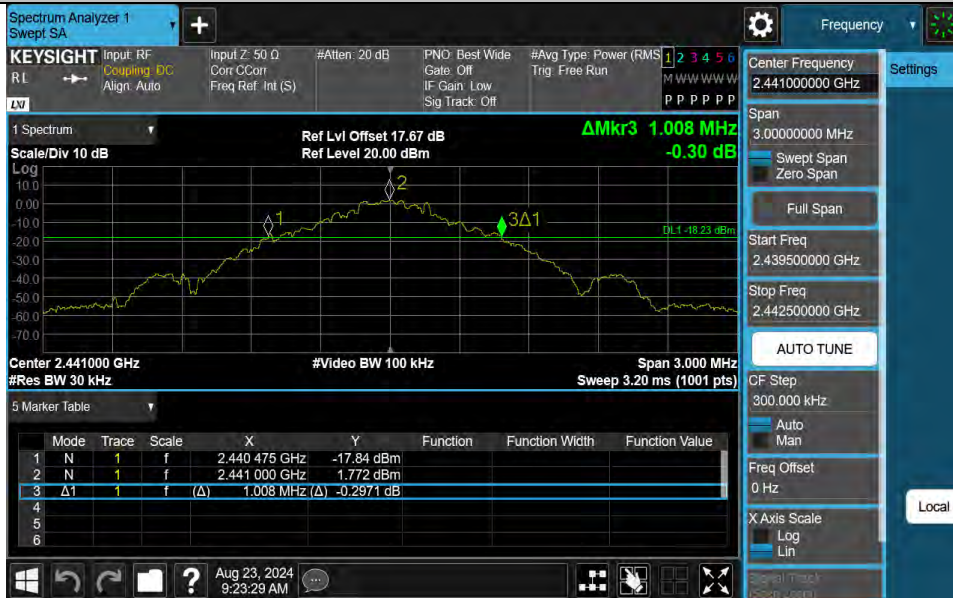 Spectrum Analyzer 1
Swept SA
+
Frequency
KEYSIGHT
RL
LXI
Input: RF
Coupling: DC
Align: Auto
Input Z: 50 Ω
Corr CCorr
Freq Ref: Int (S)
#Atten: 20 dB
PNO: Best Wide
Gate: Off
IF Gain: Low
Sig Track: Off
#Avg Type: Power (RMS
Trig: Free Run
1 2 3 4 5 6
M W W W W W
P P P P P P
1 Spectrum
Scale/Div 10 dB
Ref Lvl Offset 17.67 dB
Ref Level 20.00 dBm
ΔMkr3 1.008 MHz
-0.30 dB
Log
10.0
0.00
-10.0
-20.0
-30.0
-40.0
-50.0
-60.0
-70.0
1
2
3Δ1
DL1 -18.23 dBm
Center 2.441000 GHz
#Res BW 30 kHz
#Video BW 100 kHz
Span 3.000 MHz
Sweep 3.20 ms (1001 pts)
5 Marker Table
Mode Trace Scale X Y Function Function Width Function Value
1 N 1 f 2.440 475 GHz -17.84 dBm
2 N 1 f 2.441 000 GHz 1.772 dBm
3 Δ1 1 f (Δ) 1.008 MHz (Δ) -0.2971 dB
4
5
6
Aug 23, 2024
9:23:29 AM
Center Frequency
2.441000000 GHz
Settings
Span
3.00000000 MHz
Swept Span
Zero Span
Full Span
Start Freq
2.439500000 GHz
Stop Freq
2.442500000 GHz
AUTO TUNE
CF Step
300.000 kHz
Auto
Man
Freq Offset
0 Hz
X Axis Scale
Log
Lin
Local
Signal Track
(Span Zoom)